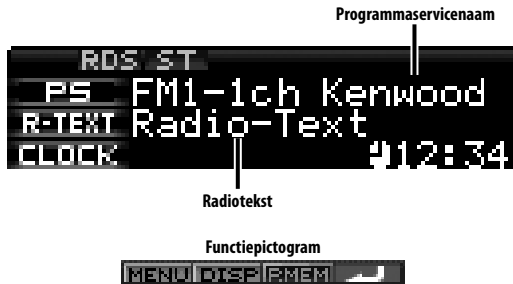 Programmaservicenaam
RDS ST
PS FM1-1ch Kenwood
R-TEXT Radio-Text
CLOCK 12:34
Radiotekst
Functiepictogram
MENU DISP P.MEM